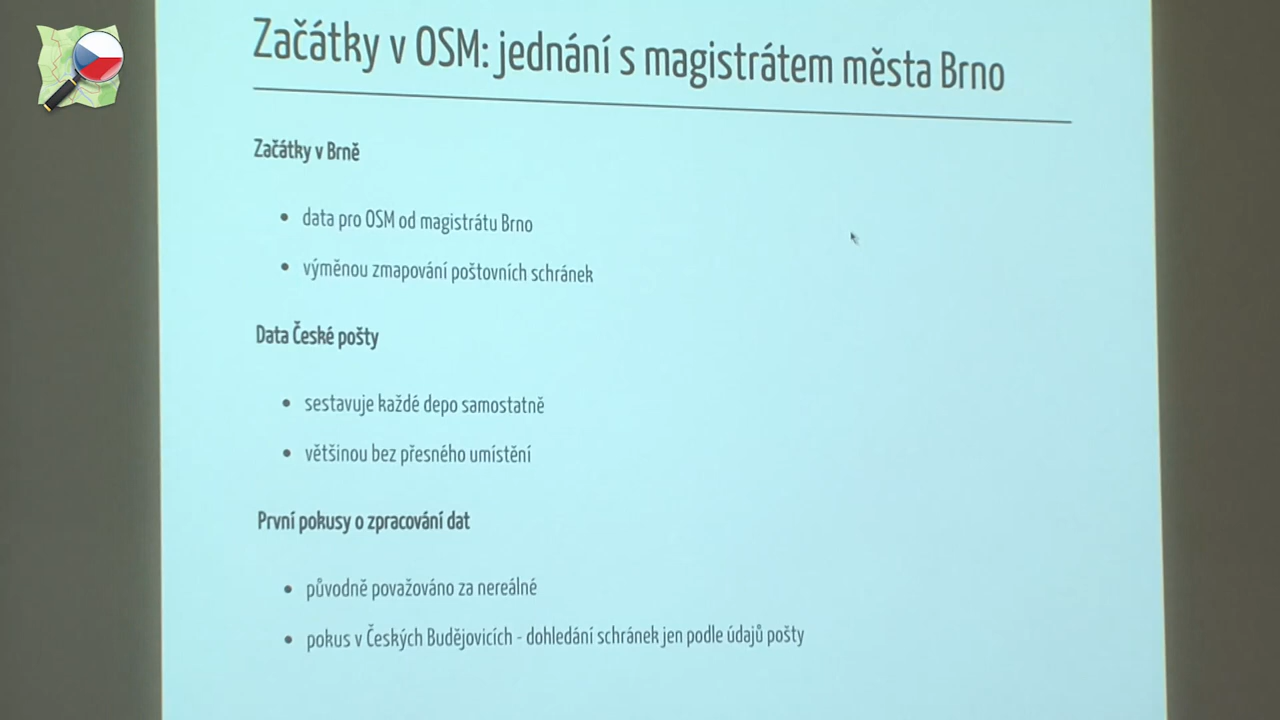 Začátky v OSM: jednání s magistrátem města Brno
Začátky v Brně
• data pro OSM od magistrátu Brno
• výměnou zmapování poštovních schránek
Data České pošty
• sestavuje každé depo samostatně
• většinou bez přesného umístění
První pokusy o zpracování dat
• původně považováno za nereálné
• pokus v Českých Budějovicích - dohledání schránek jen podle údajů pošty